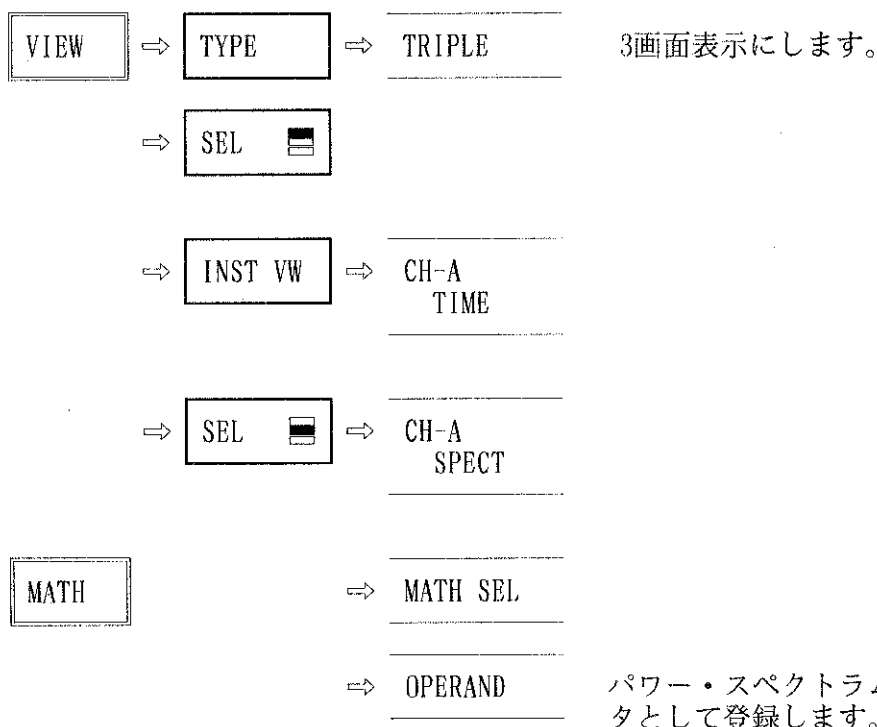 VIEW ⇨ TYPE ⇨ TRIPLE 3画面表示にします。
⇨ SEL
⇨ INST VW ⇨ CH-A
TIME
⇨ SEL ⇨ CH-A
SPECT
MATH ⇨ MATH SEL
⇨ OPERAND パワー・スペクトラム
タとして登録します。